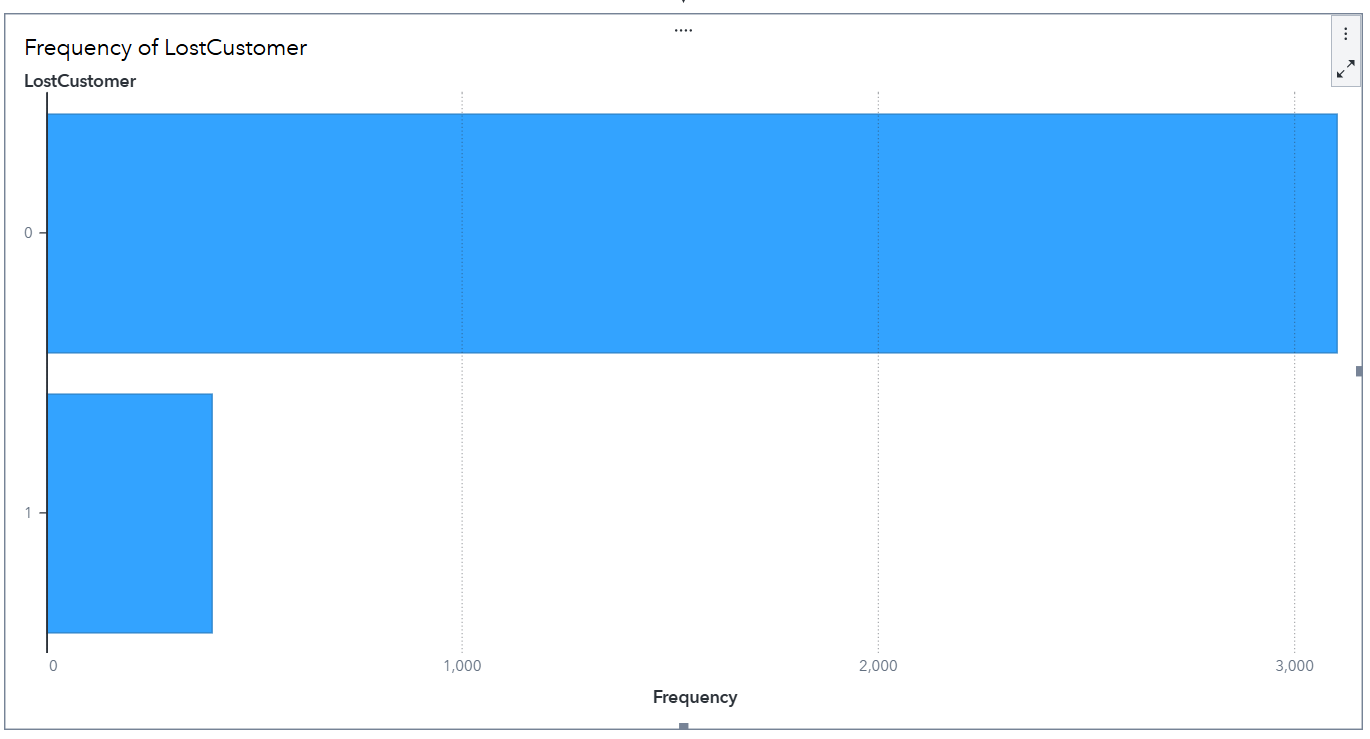 Frequency of LostCustomer
LostCustomer
0
1
0 1,000 2,000 3,000
Frequency